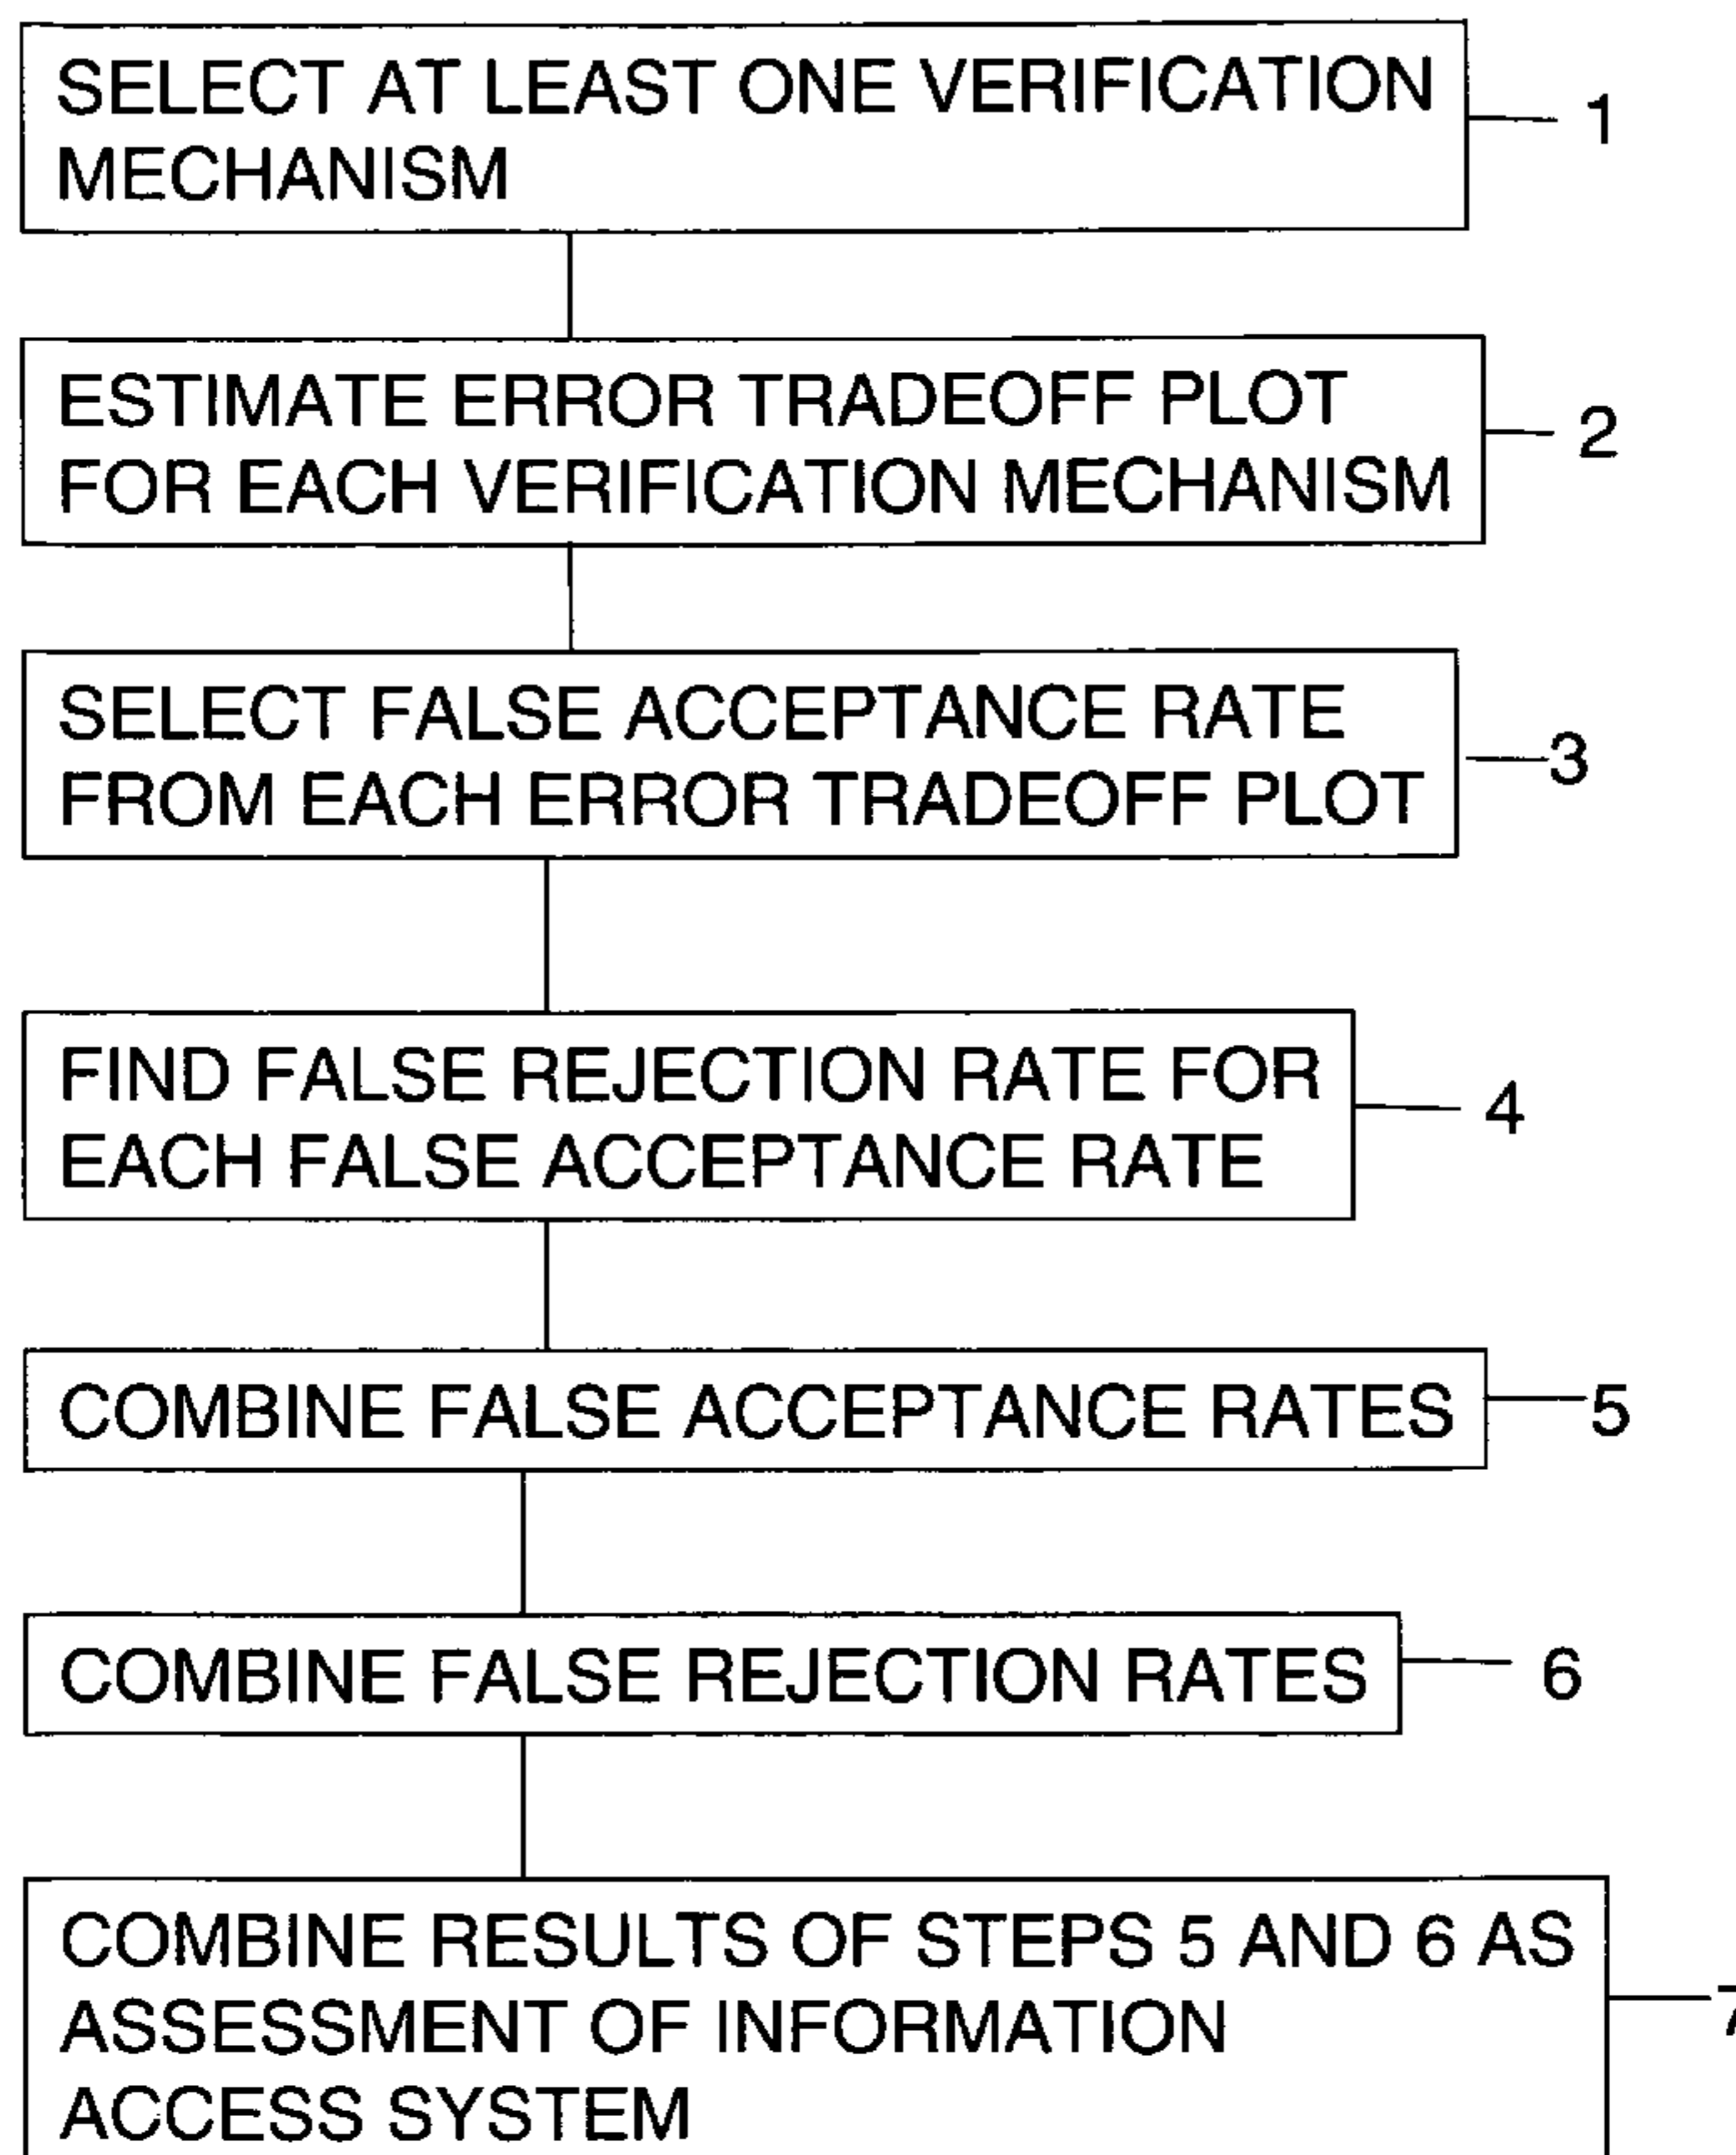 SELECT AT LEAST ONE VERIFICATION
MECHANISM
1
ESTIMATE ERROR TRADEOFF PLOT
FOR EACH VERIFICATION MECHANISM
2
SELECT FALSE ACCEPTANCE RATE
FROM EACH ERROR TRADEOFF PLOT
3
FIND FALSE REJECTION RATE FOR
EACH FALSE ACCEPTANCE RATE
4
COMBINE FALSE ACCEPTANCE RATES
5
COMBINE FALSE REJECTION RATES
6
COMBINE RESULTS OF STEPS 5 AND 6 AS
ASSESSMENT OF INFORMATION
ACCESS SYSTEM
7